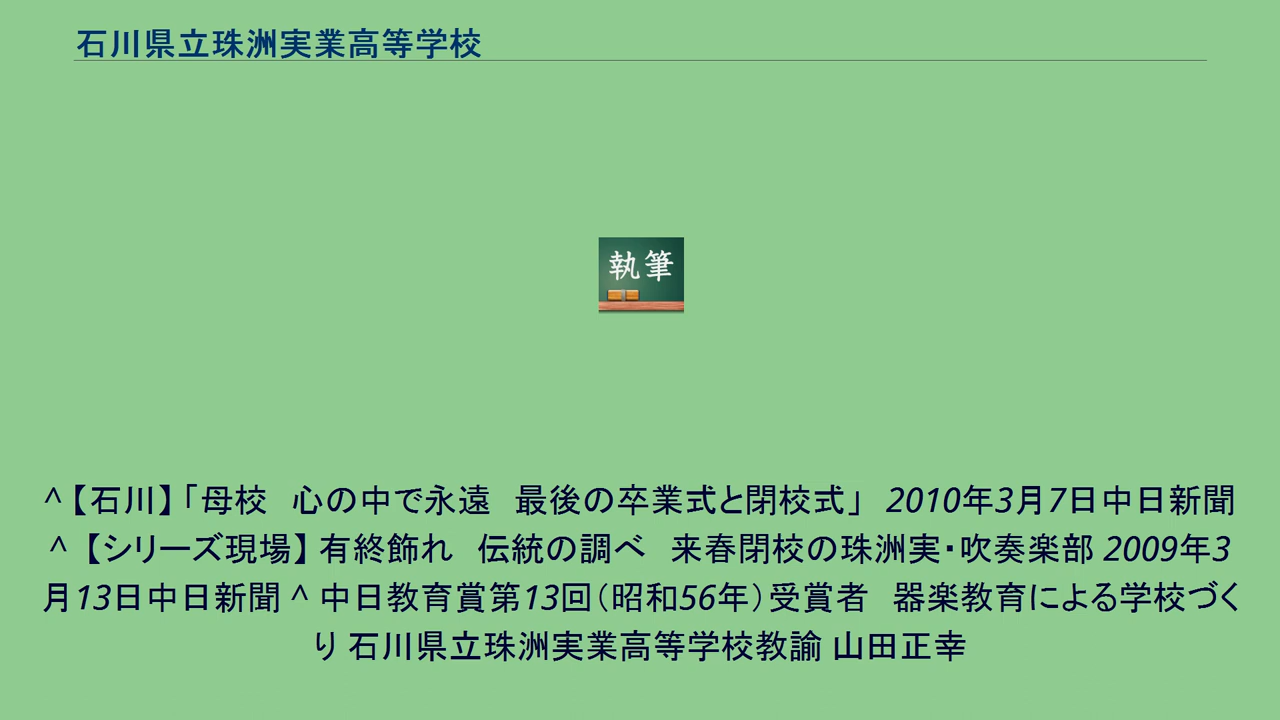 石川県立珠洲実業高等学校
執筆
^【石川】「母校　心の中で永遠　最後の卒業式と閉校式」　2010年3月7日中日新聞
^ 【シリーズ現場】有終飾れ　伝統の調べ　来春閉校の珠洲実・吹奏楽部 2009年3
月13日中日新聞 ^ 中日教育賞第13回（昭和56年）受賞者　器楽教育による学校づく
り 石川県立珠洲実業高等学校教諭 山田正幸